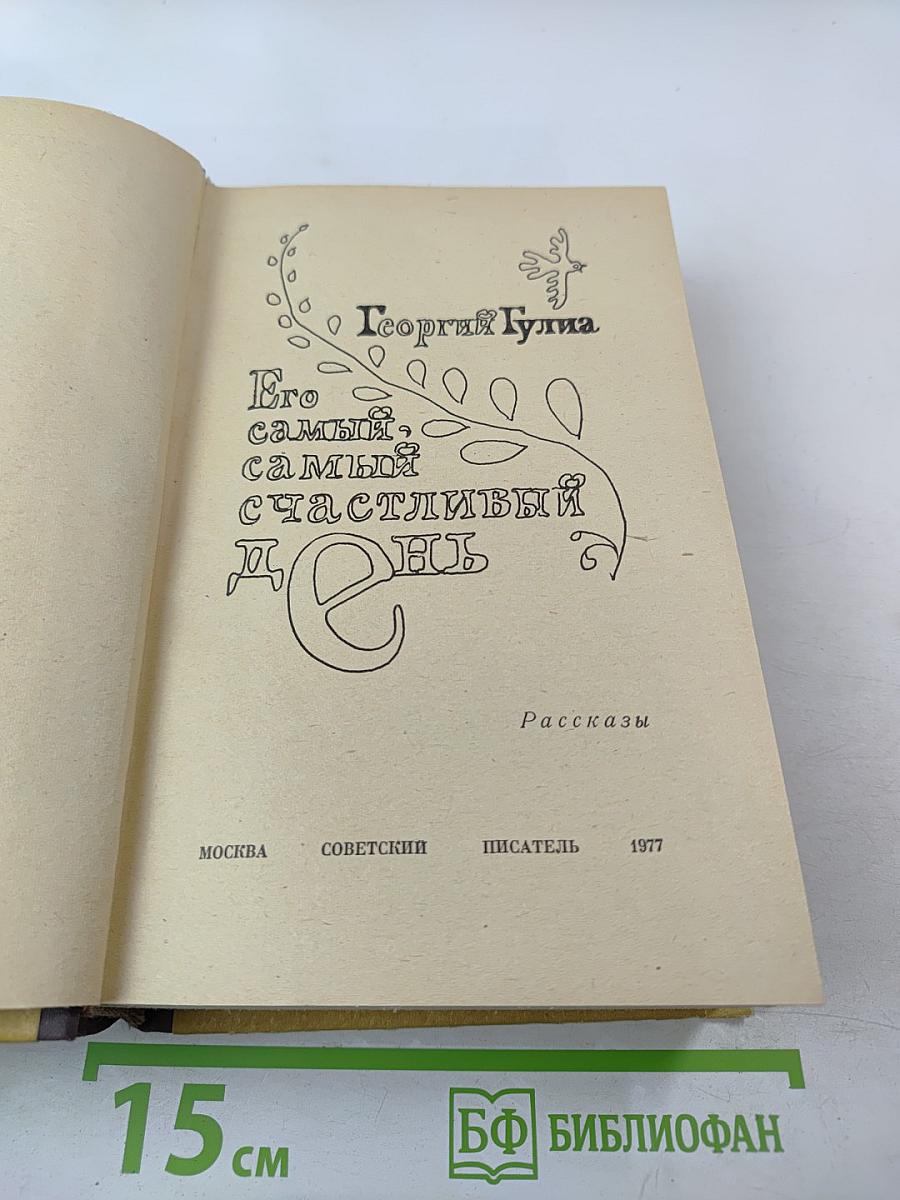 Георгий Гулиа
Его
самый,
самый
счастливый
день
Рассказы
МОСКВА СОВЕТСКИЙ ПИСАТЕЛЬ 1977
15 см
БФ БИБЛИОФАН